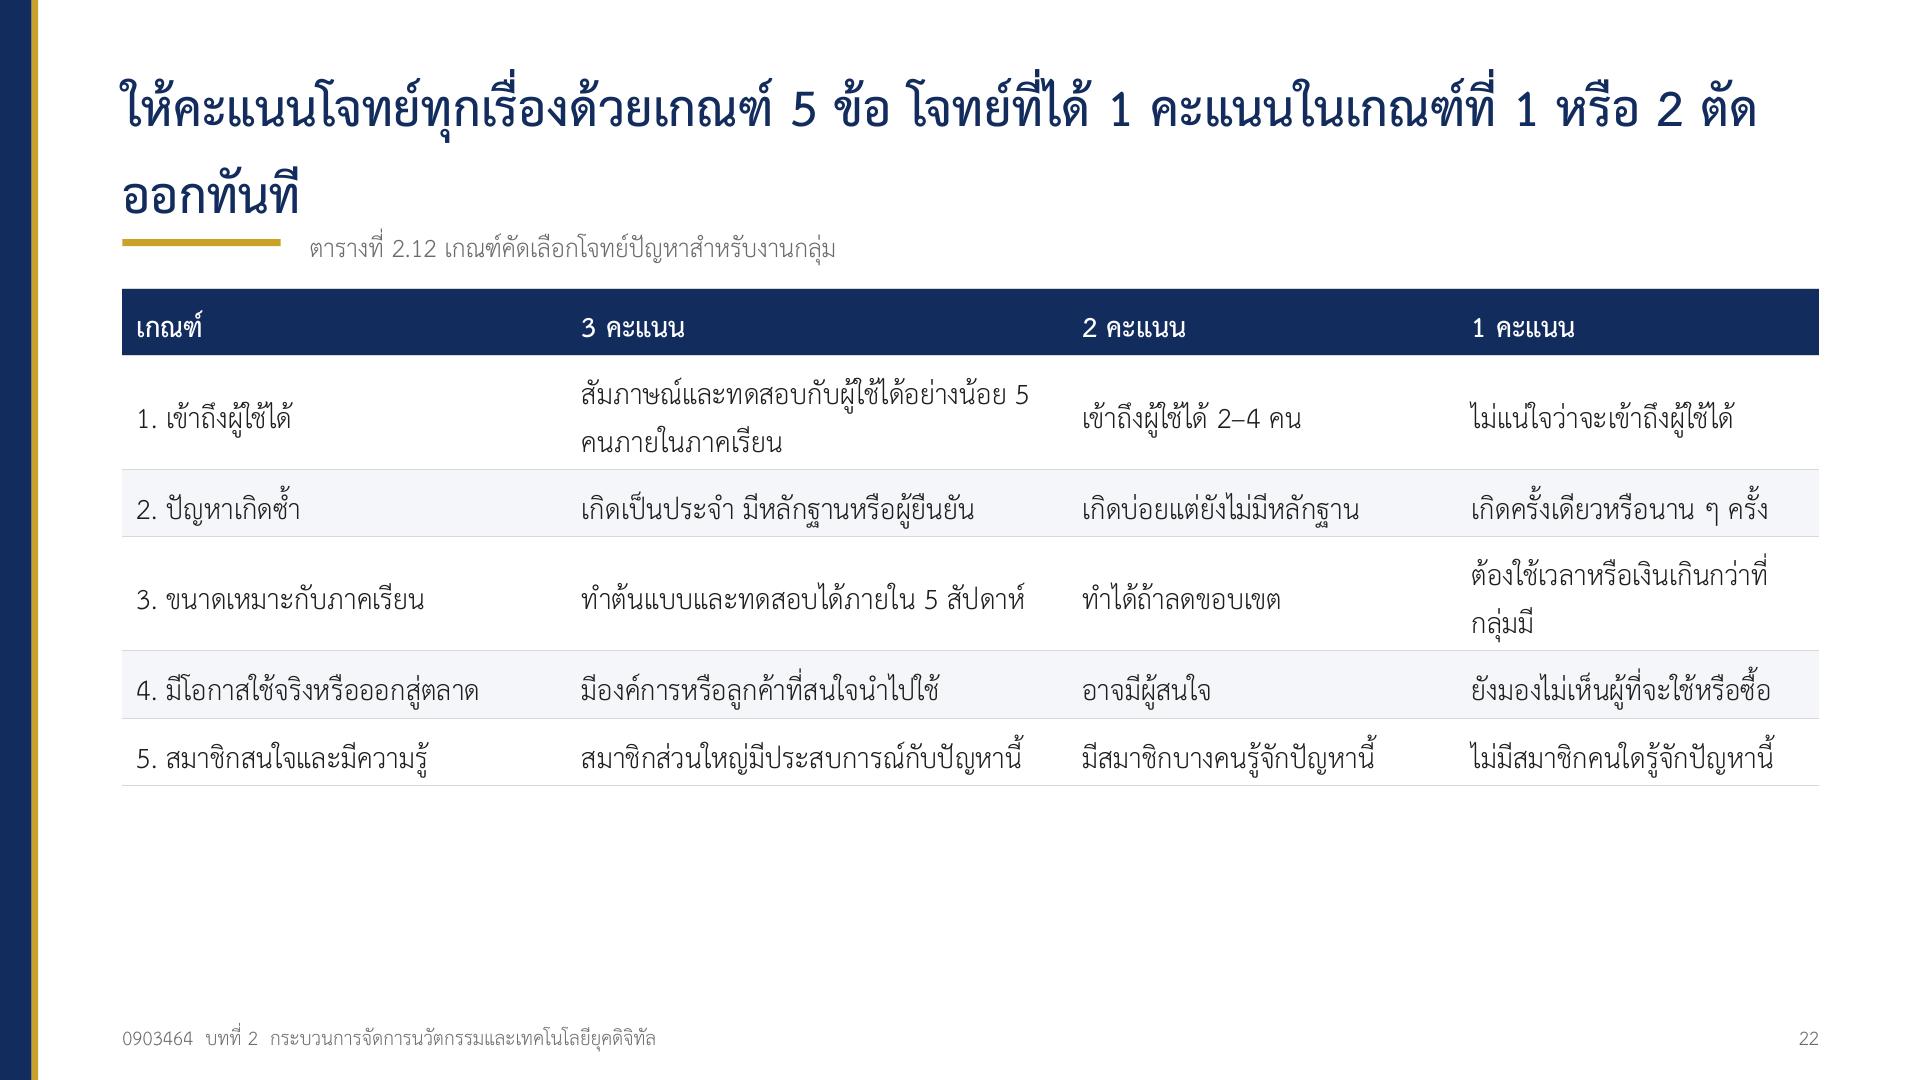 ให้คะแนนโจทย์ทุกเรื่องด้วยเกณฑ์ 5 ข้อ โจทย์ที่ได้ 1 คะแนนในเกณฑ์ที่ 1 หรือ 2 ตัด
ออกทันที
ตารางที่ 2.12 เกณฑ์คัดเลือกโจทย์ปัญหาสำหรับงานกลุ่ม
เกณฑ์ 3 คะแนน 2 คะแนน 1 คะแนน
1. เข้าถึงผู้ใช้ได้ สัมภาษณ์และทดสอบกับผู้ใช้ได้อย่างน้อย 5 คนภายในภาคเรียน เข้าถึงผู้ใช้ได้ 2–4 คน ไม่แน่ใจว่าจะเข้าถึงผู้ใช้ได้
2. ปัญหาเกิดซ้ำ เกิดเป็นประจำ มีหลักฐานหรือผู้ยืนยัน เกิดบ่อยแต่ยังไม่มีหลักฐาน เกิดครั้งเดียวหรือนาน ๆ ครั้ง
3. ขนาดเหมาะกับภาคเรียน ทำต้นแบบและทดสอบได้ภายใน 5 สัปดาห์ ทำได้ถ้าลดขอบเขต ต้องใช้เวลาหรือเงินเกินกว่าที่กลุ่มมี
4. มีโอกาสใช้จริงหรือออกสู่ตลาด มีองค์การหรือลูกค้าที่สนใจนำไปใช้ อาจมีผู้สนใจ ยังมองไม่เห็นผู้ที่จะใช้หรือซื้อ
5. สมาชิกสนใจและมีความรู้ สมาชิกส่วนใหญ่มีประสบการณ์กับปัญหานี้ มีสมาชิกบางคนรู้จักปัญหานี้ ไม่มีสมาชิกคนใดรู้จักปัญหานี้
0903464 บทที่ 2 กระบวนการจัดการนวัตกรรมและเทคโนโลยียุคดิจิทัล 22